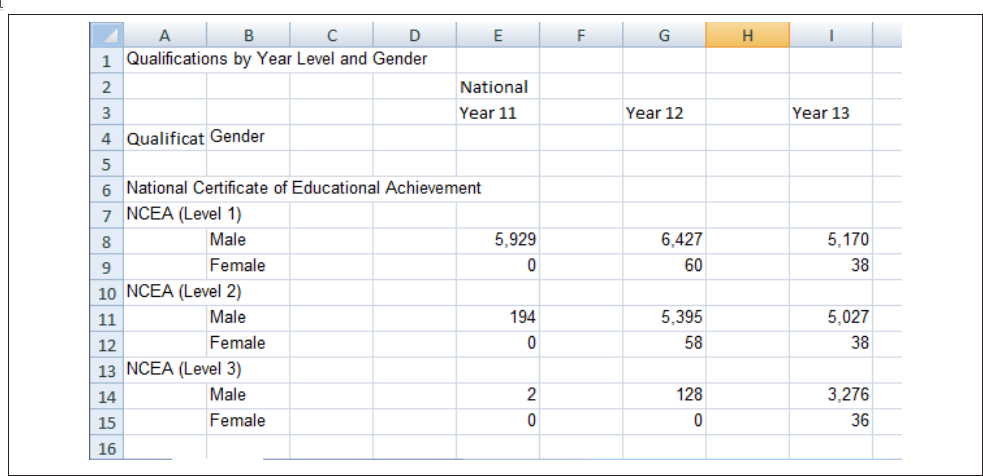 A B C D E F G H I
1 Qualifications by Year Level and Gender
2 National
3 Year 11 Year 12 Year 13
4 Qualificat Gender
5
6 National Certificate of Educational Achievement
7 NCEA (Level 1)
8 Male 5,929 6,427 5,170
9 Female 0 60 38
10 NCEA (Level 2)
11 Male 194 5,395 5,027
12 Female 0 58 38
13 NCEA (Level 3)
14 Male 2 128 3,276
15 Female 0 0 36
16